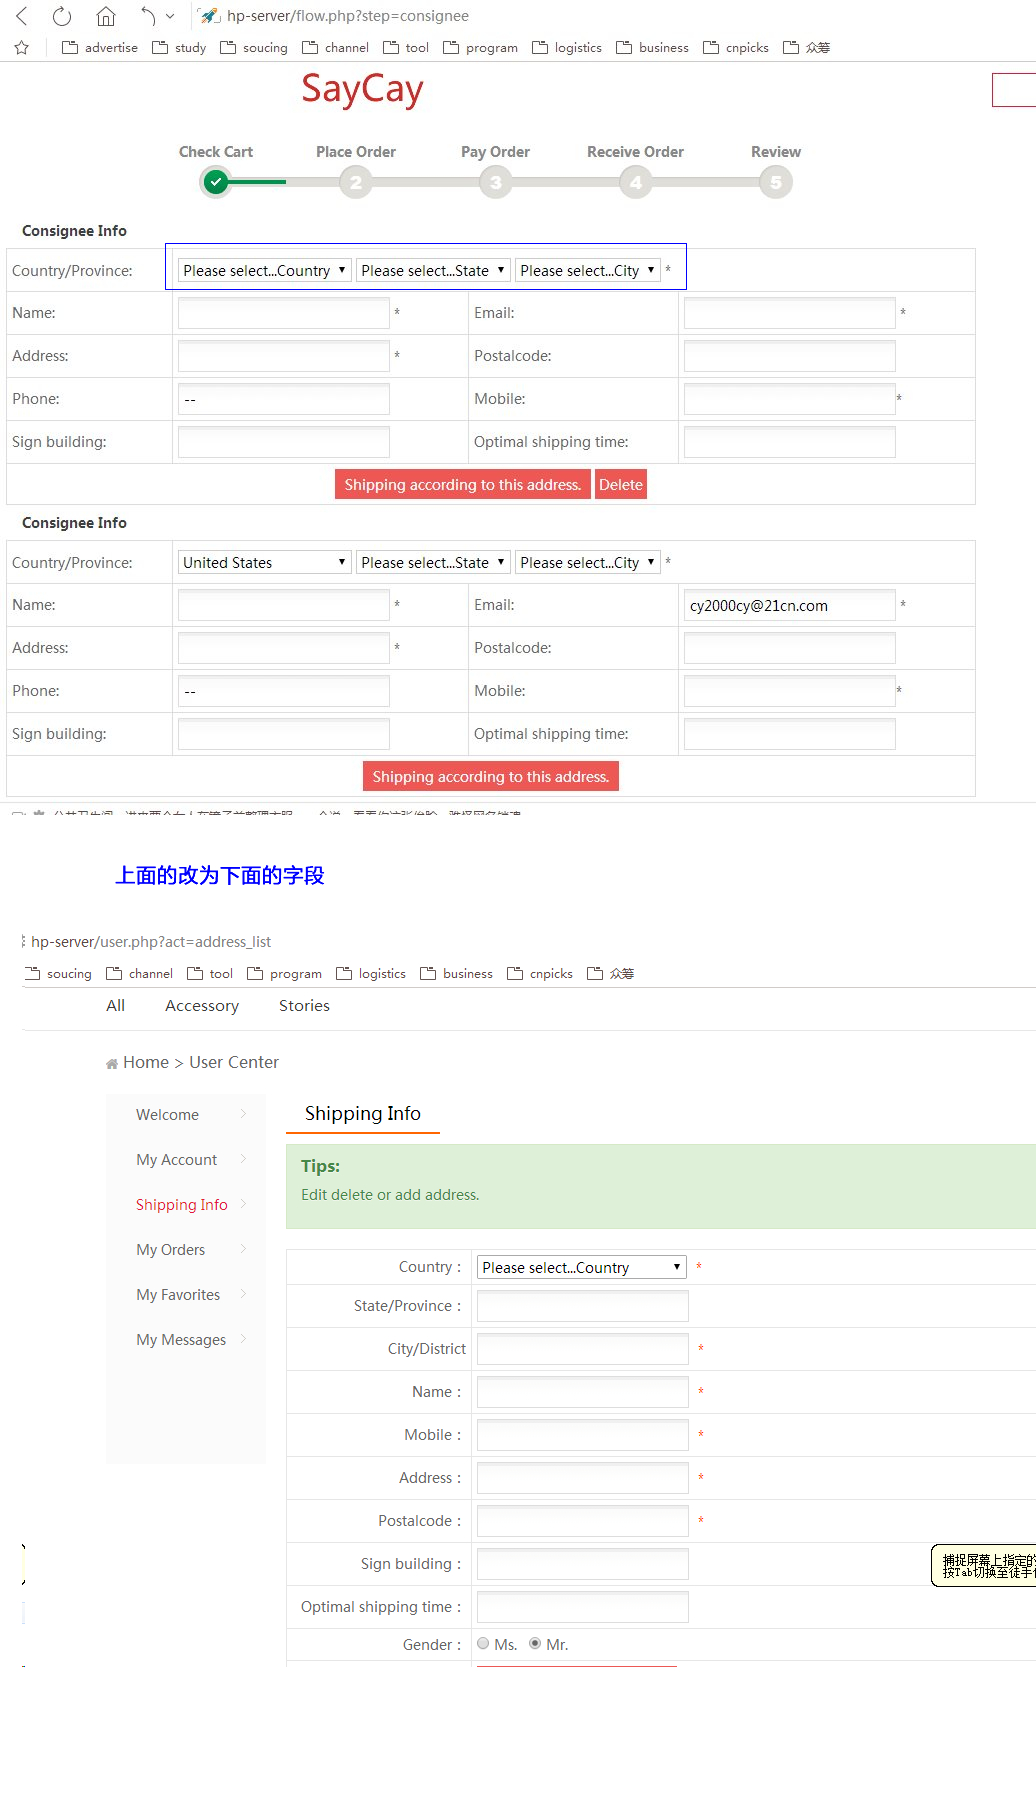 hp-server/flow.php?step=consignee
advertise study soucing channel tool program logistics business cnpicks 众筹
SayCay
Check Cart Place Order Pay Order Receive Order Review
2 3 4 5
Consignee Info
Country/Province: Please select...Country Please select...State Please select...City *
Name: * Email: *
Address: * Postalcode:
Phone: -- Mobile: *
Sign building: Optimal shipping time:
Shipping according to this address. Delete
Consignee Info
Country/Province: United States Please select...State Please select...City *
Name: * Email: cy2000cy@21cn.com *
Address: * Postalcode:
Phone: -- Mobile: *
Sign building: Optimal shipping time:
Shipping according to this address.
上面的改为下面的字段
hp-server/user.php?act=address_list
soucing channel tool program logistics business cnpicks 众筹
All Accessory Stories
Home > User Center
Welcome
My Account
Shipping Info
My Orders
My Favorites
My Messages
Shipping Info
Tips:
Edit delete or add address.
Country : Please select...Country *
State/Province :
City/District *
Name : *
Mobile : *
Address : *
Postalcode : *
Sign building :
Optimal shipping time :
Gender : Ms. Mr.
捕捉屏幕上指定的
按Tab切换至徒手